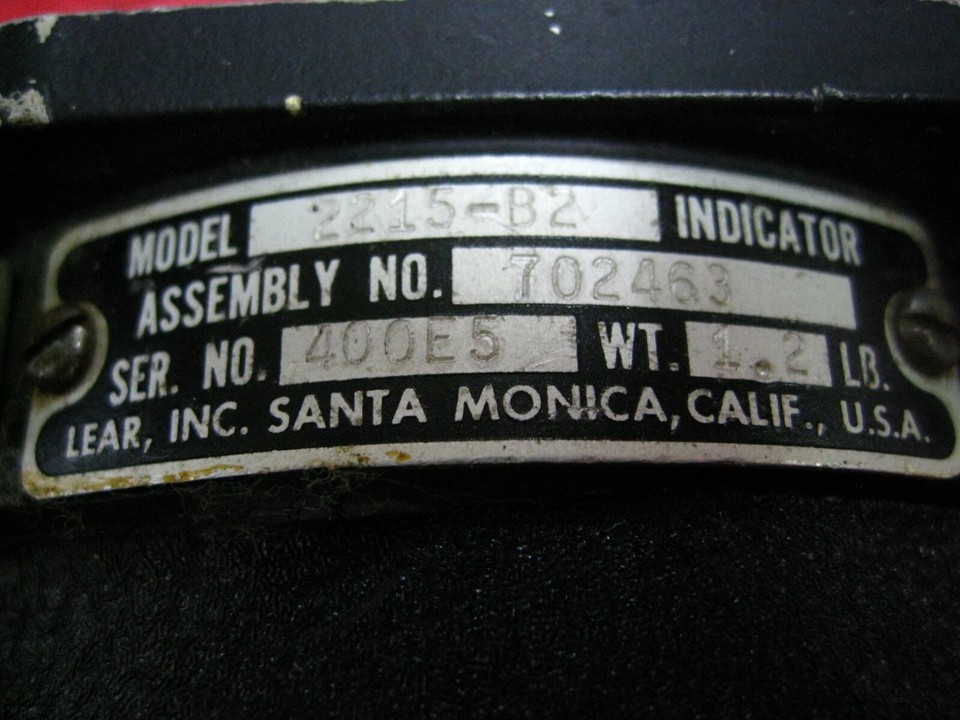 MODEL 2215-B2 INDICATOR
ASSEMBLY NO. 702463
SER. NO. 400E5 WT. 1.2 LB.
LEAR, INC. SANTA MONICA, CALIF., U.S.A.